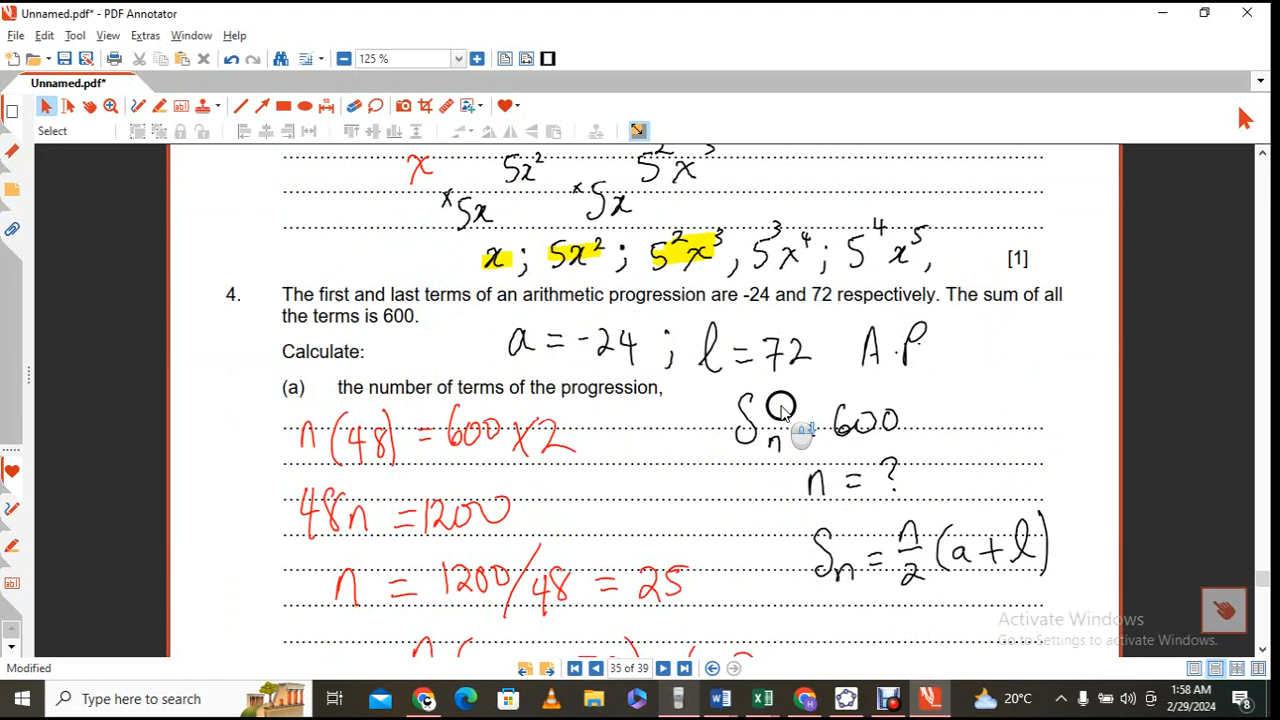 Unnamed.pdf* - PDF Annotator
File Edit Tool View Extras Window Help
125 %
Unnamed.pdf*
Select
x 5x² 5²x³
×5x ×5x
x ; 5x² ; 5²x³ , 5³x⁴ ; 5⁴x⁵ ,
[1]
4. The first and last terms of an arithmetic progression are -24 and 72 respectively. The sum of all
the terms is 600.
a = -24 ; l = 72 A.P
Calculate:
(a) the number of terms of the progression,
Sn 600
n(48) = 600 x 2
n = ?
48n = 1200
Sn = n/2 (a + l)
n = 1200/48 = 25
Activate Windows
Go to Settings to activate Windows.
Modified
35 of 39
Type here to search
20°C
1:58 AM
2/29/2024
8